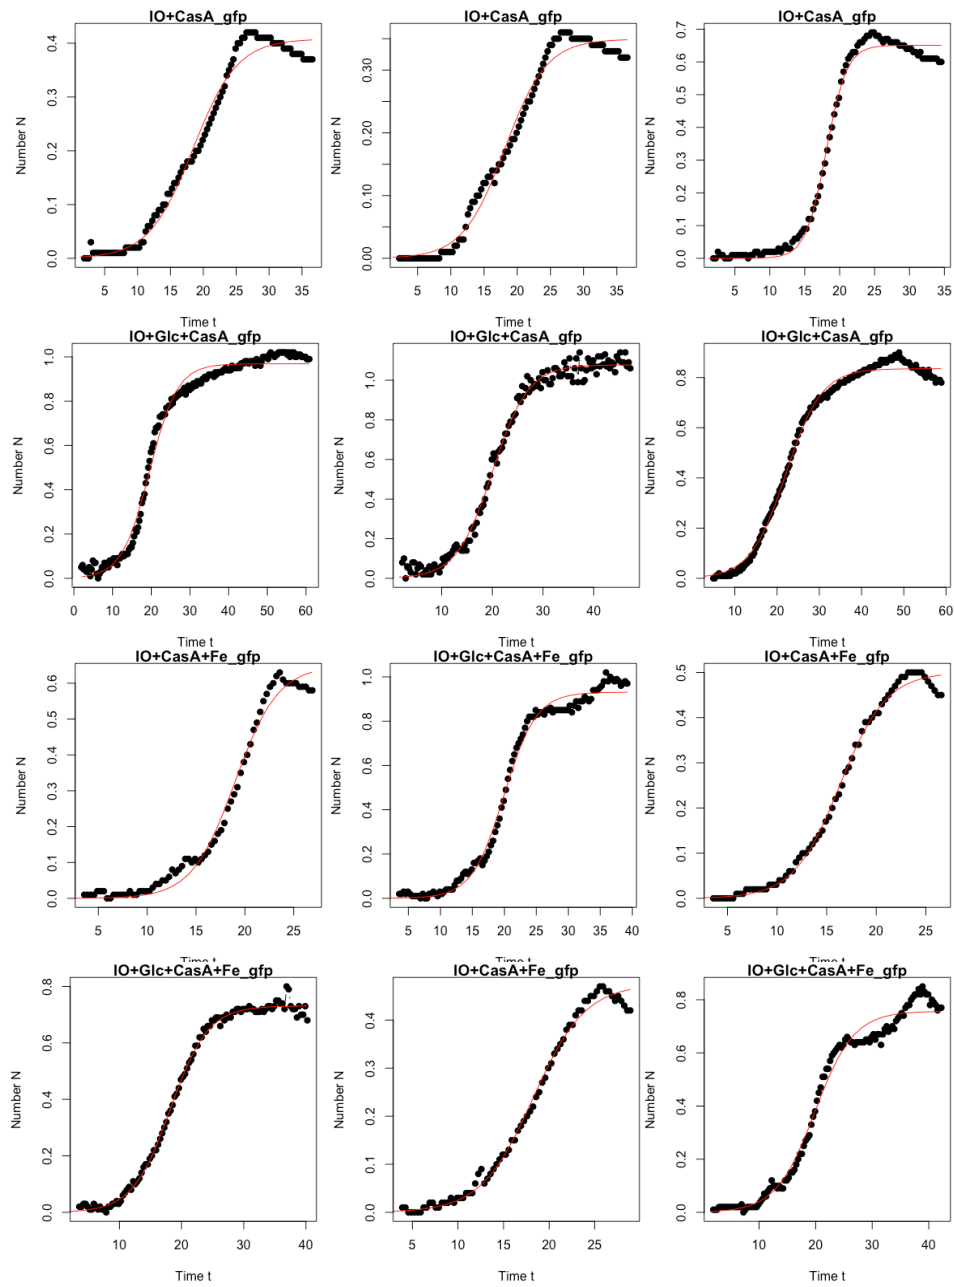 IO+CasA_gfp
Number N
0.0 0.1 0.2 0.3 0.4
5 10 15 20 25 30 35
Time t
IO+CasA_gfp
Number N
0.00 0.10 0.20 0.30
5 10 15 20 25 30 35
Time t
IO+CasA_gfp
Number N
0.0 0.1 0.2 0.3 0.4 0.5 0.6 0.7
5 10 15 20 25 30 35
Time t
IO+Glc+CasA_gfp
Number N
0.0 0.2 0.4 0.6 0.8 1.0
0 10 20 30 40 50 60
Time t
IO+Glc+CasA_gfp
Number N
0.0 0.2 0.4 0.6 0.8 1.0
10 20 30 40
Time t
IO+Glc+CasA_gfp
Number N
0.0 0.2 0.4 0.6 0.8
10 20 30 40 50 60
Time t
IO+CasA+Fe_gfp
Number N
0.0 0.1 0.2 0.3 0.4 0.5 0.6
5 10 15 20 25
Time t
IO+Glc+CasA+Fe_gfp
Number N
0.0 0.2 0.4 0.6 0.8 1.0
5 10 15 20 25 30 35 40
Time t
IO+CasA+Fe_gfp
Number N
0.0 0.1 0.2 0.3 0.4 0.5
5 10 15 20 25
Time t
IO+Glc+CasA+Fe_gfp
Number N
0.0 0.2 0.4 0.6 0.8
10 20 30 40
Time t
IO+CasA+Fe_gfp
Number N
0.0 0.1 0.2 0.3 0.4
5 10 15 20 25
Time t
IO+Glc+CasA+Fe_gfp
Number N
0.0 0.2 0.4 0.6 0.8
10 20 30 40
Time t